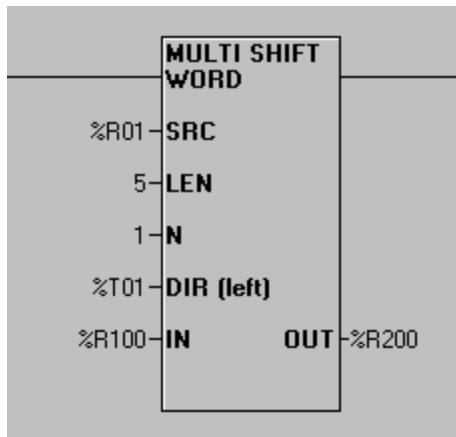 MULTI SHIFT
WORD
%R01 SRC
5 LEN
1 N
%T01 DIR (left)
%R100 IN OUT %R200